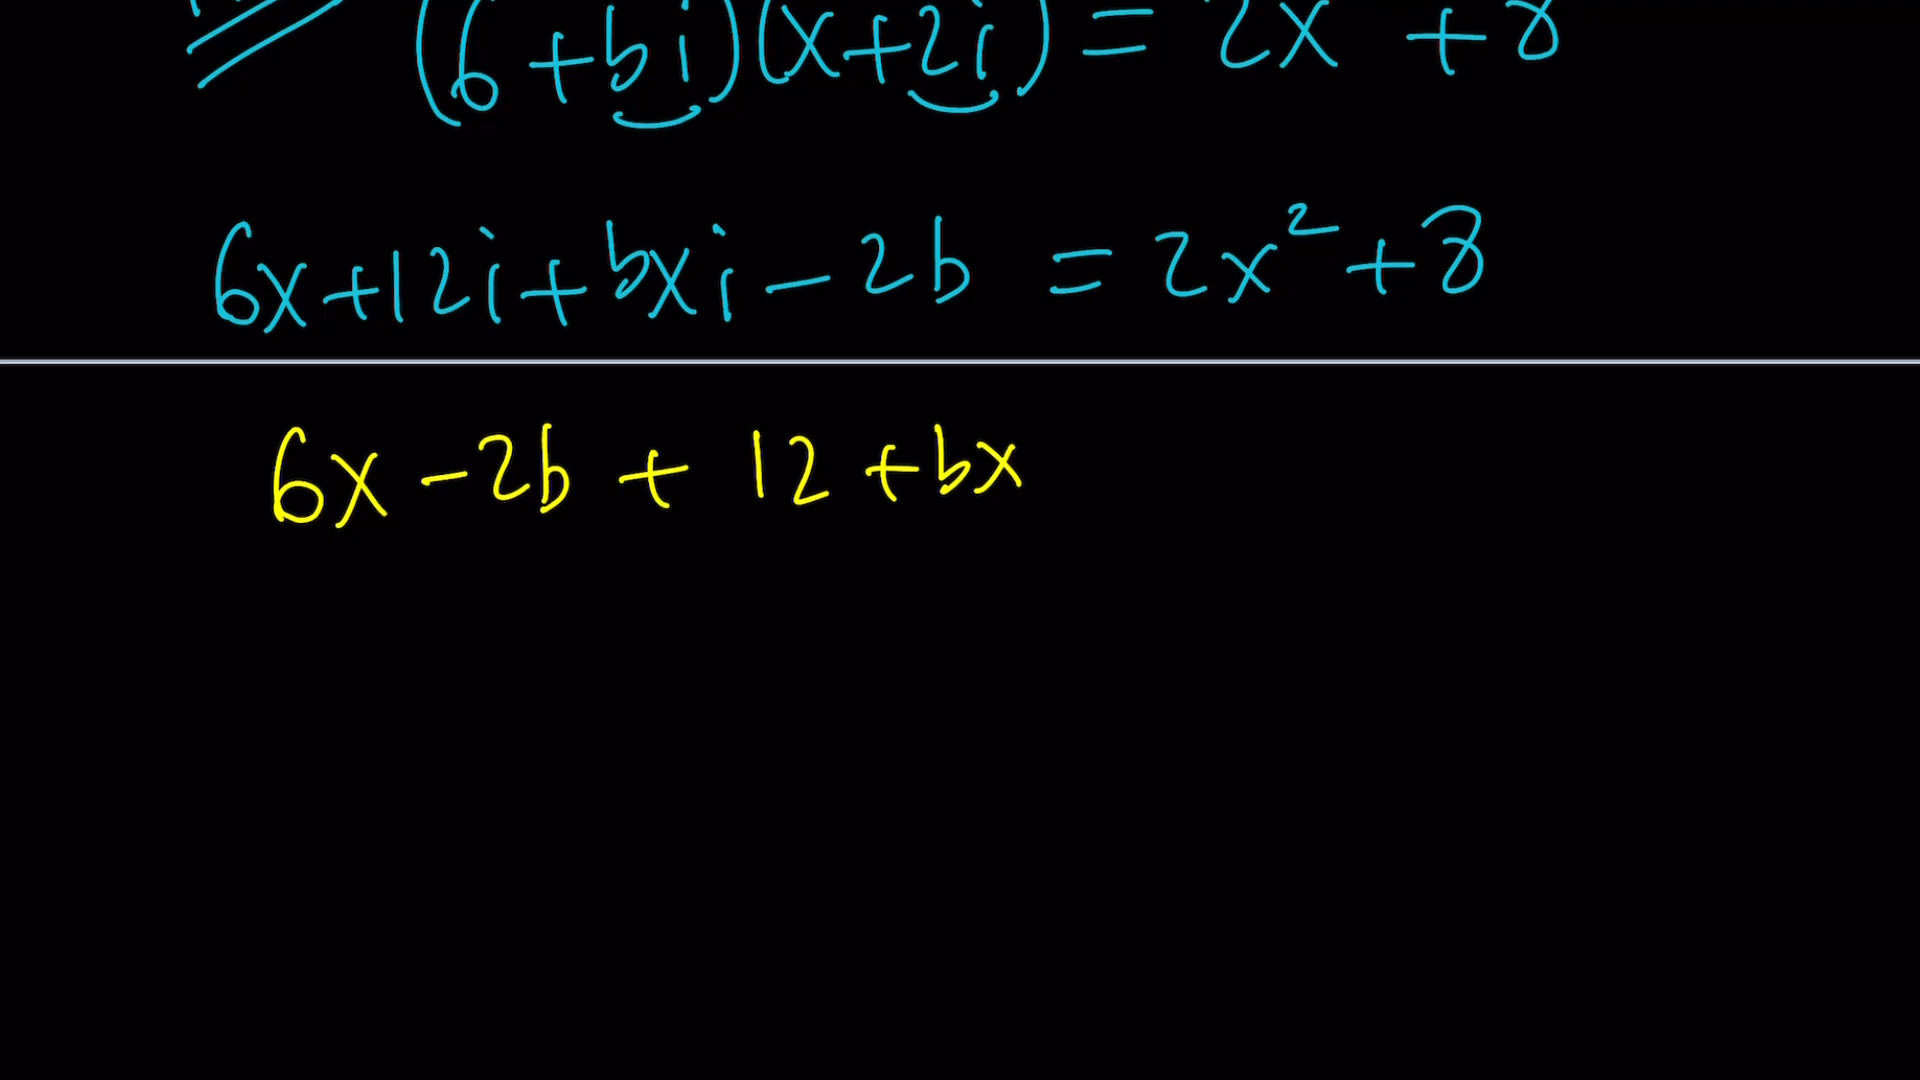 (6+bi)(x+2i) = 2x +8
6x+12i+bxi-2b = 2x²+8
6x -2b + 12 +bx